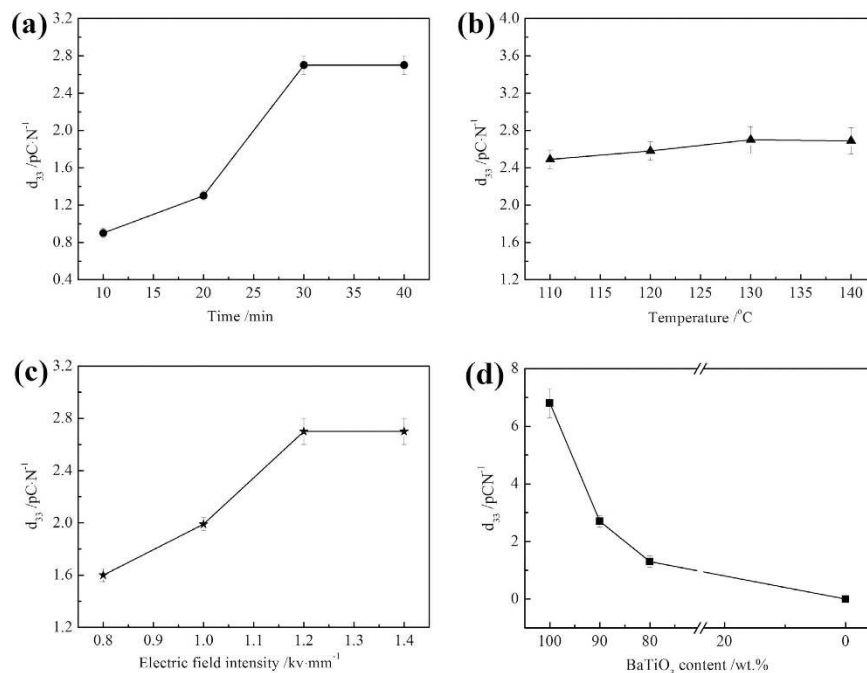 (a)
3.2
2.8
2.4
2.0
1.6
1.2
0.8
0.4
d₃₃ /pC·N⁻¹
10 15 20 25 30 35 40
Time /min
(b)
4.0
3.6
3.2
2.8
2.4
2.0
1.6
1.2
d₃₃ /pC·N⁻¹
110 115 120 125 130 135 140
Temperature /°C
(c)
3.2
2.8
2.4
2.0
1.6
1.2
d₃₃ /pC·N⁻¹
0.8 0.9 1.0 1.1 1.2 1.3 1.4
Electric field intensity /kv·mm⁻¹
(d)
8
6
4
2
0
d₃₃ /pCN⁻¹
100 90 80 20 0
BaTiO₃ content /wt.%